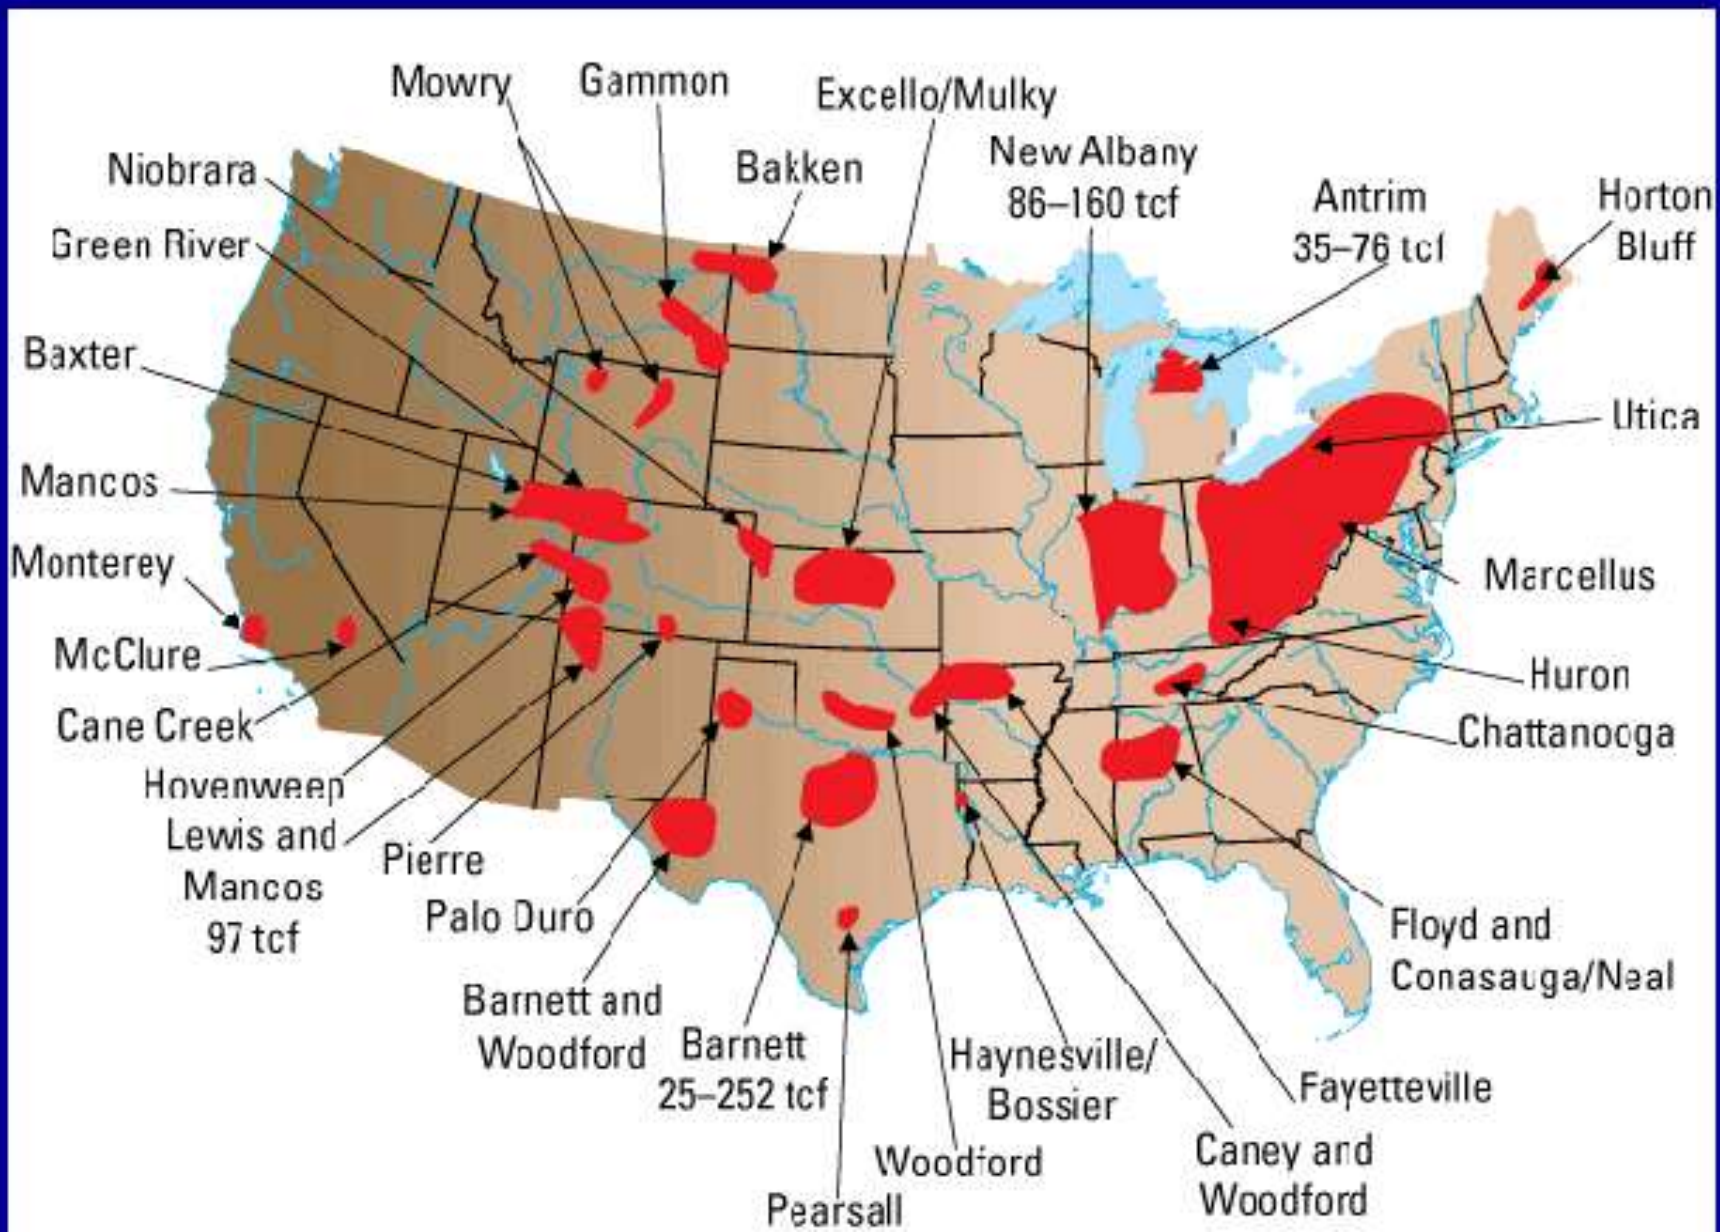 Mowry
Gammon
Excello/Mulky
Niobrara
Bakken
New Albany
86–160 tcf
Antrim
35–76 tcf
Horton
Bluff
Green River
Baxter
Utica
Mancos
Monterey
Marcellus
McClure
Huron
Cane Creek
Chattanooga
Hovenweep
Lewis and
Mancos
97 tcf
Pierre
Palo Duro
Floyd and
Conasauga/Neal
Barnett and
Woodford
Barnett
25–252 tcf
Haynesville/
Bossier
Fayetteville
Woodford
Caney and
Woodford
Pearsall